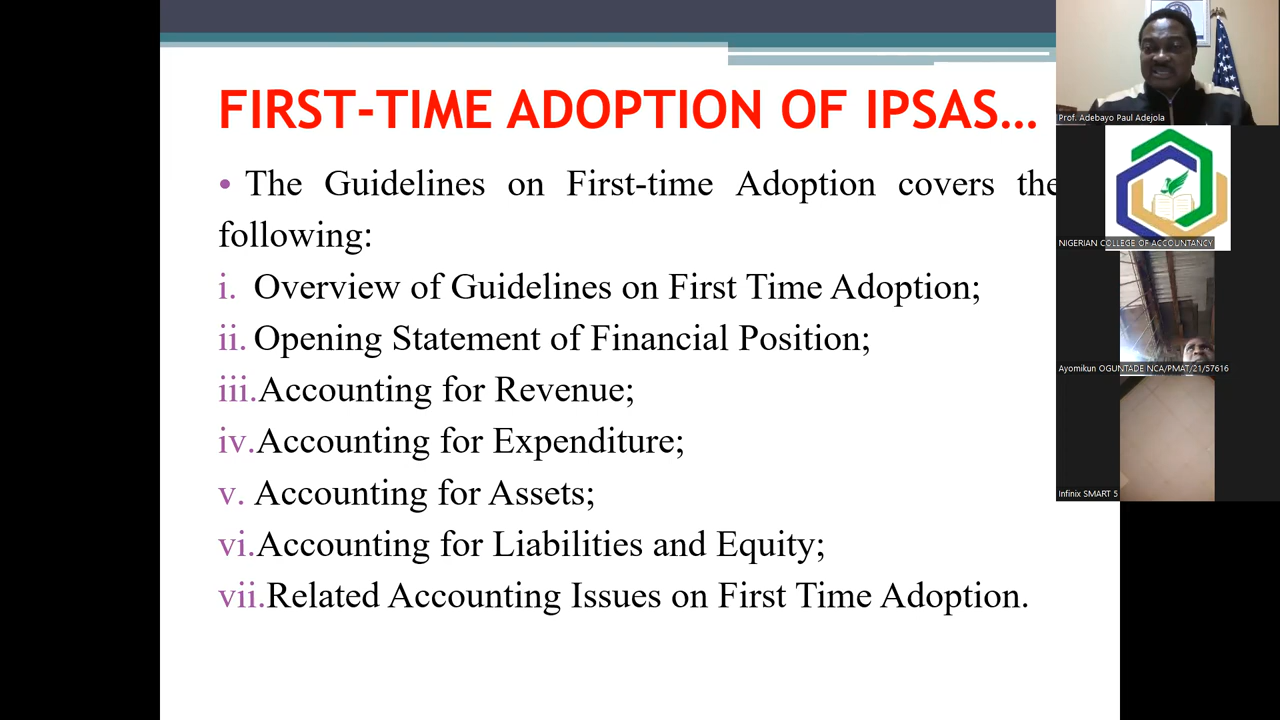 FIRST-TIME ADOPTION OF IPSAS...
• The Guidelines on First-time Adoption covers the
following:
i. Overview of Guidelines on First Time Adoption;
ii. Opening Statement of Financial Position;
iii.Accounting for Revenue;
iv.Accounting for Expenditure;
v. Accounting for Assets;
vi.Accounting for Liabilities and Equity;
vii.Related Accounting Issues on First Time Adoption.
Prof. Adebayo Paul Adejola
NIGERIAN COLLEGE OF ACCOUNTANCY
Ayomikun OGUNTADE NCA/PMAT/21/57616
Infinix SMART 5